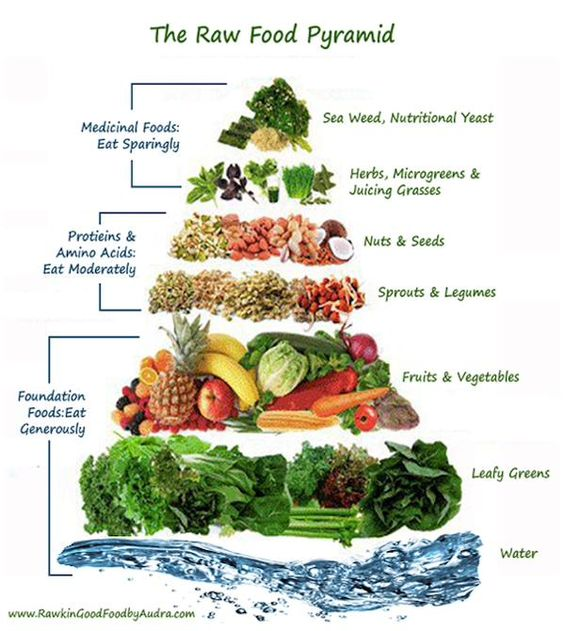 The Raw Food Pyramid
Medicinal Foods:
Eat Sparingly
Sea Weed, Nutritional Yeast
Herbs, Microgreens &
Juicing Grasses
Protieins &
Amino Acids:
Eat Moderately
Nuts & Seeds
Sprouts & Legumes
Foundation
Foods:Eat
Generously
Fruits & Vegetables
Leafy Greens
Water
www.RawkinGoodFoodbyAudra.com